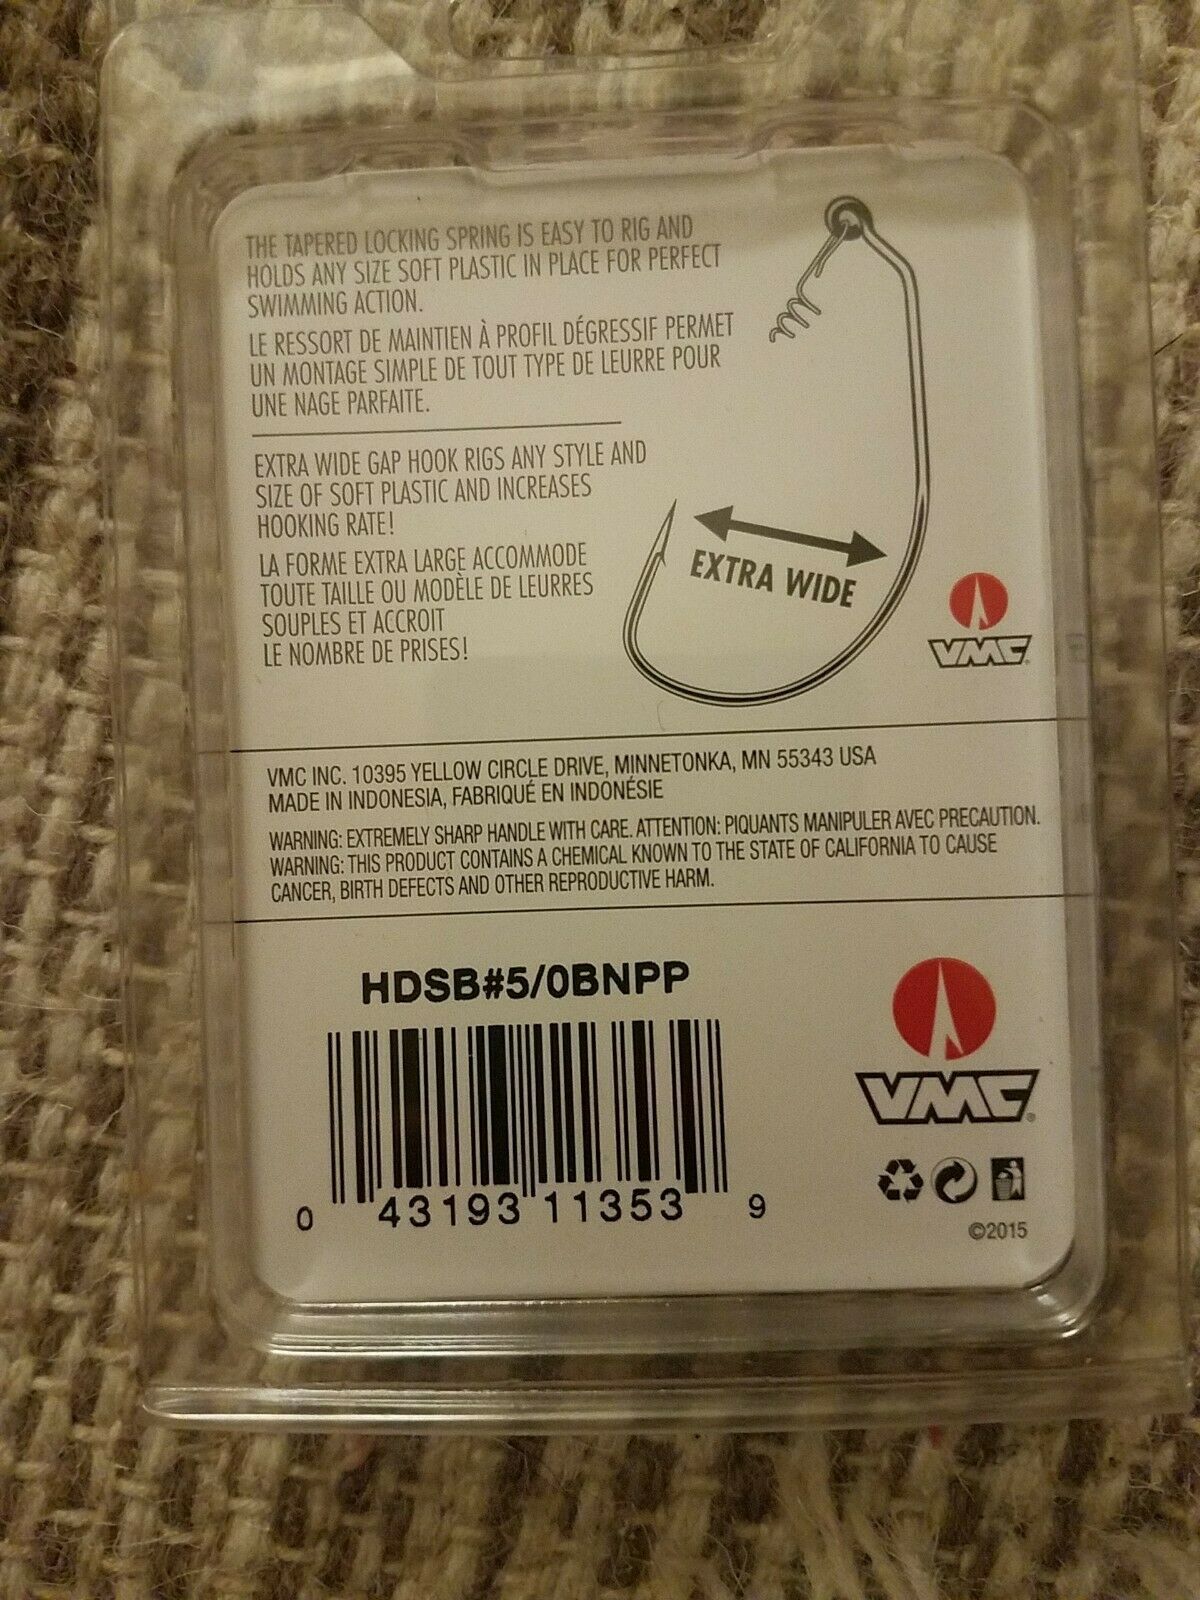 THE TAPERED LOCKING SPRING IS EASY TO RIG AND
HOLDS ANY SIZE SOFT PLASTIC IN PLACE FOR PERFECT
SWIMMING ACTION.
LE RESSORT DE MAINTIEN À PROFIL DÉGRESSIF PERMET
UN MONTAGE SIMPLE DE TOUT TYPE DE LEURRE POUR
UNE NAGE PARFAITE.
EXTRA WIDE GAP HOOK RIGS ANY STYLE AND
SIZE OF SOFT PLASTIC AND INCREASES
HOOKING RATE!
LA FORME EXTRA LARGE ACCOMMODE
TOUTE TAILLE OU MODÈLE DE LEURRES
SOUPLES ET ACCROIT
LE NOMBRE DE PRISES!
EXTRA WIDE
VMC®
VMC INC. 10395 YELLOW CIRCLE DRIVE, MINNETONKA, MN 55343 USA
MADE IN INDONESIA, FABRIQUÉ EN INDONÉSIE
WARNING: EXTREMELY SHARP HANDLE WITH CARE. ATTENTION: PIQUANTS MANIPULER AVEC PRECAUTION.
WARNING: THIS PRODUCT CONTAINS A CHEMICAL KNOWN TO THE STATE OF CALIFORNIA TO CAUSE
CANCER, BIRTH DEFECTS AND OTHER REPRODUCTIVE HARM.
HDSB#5/0BNPP
0 43193 11353 9
VMC®
©2015